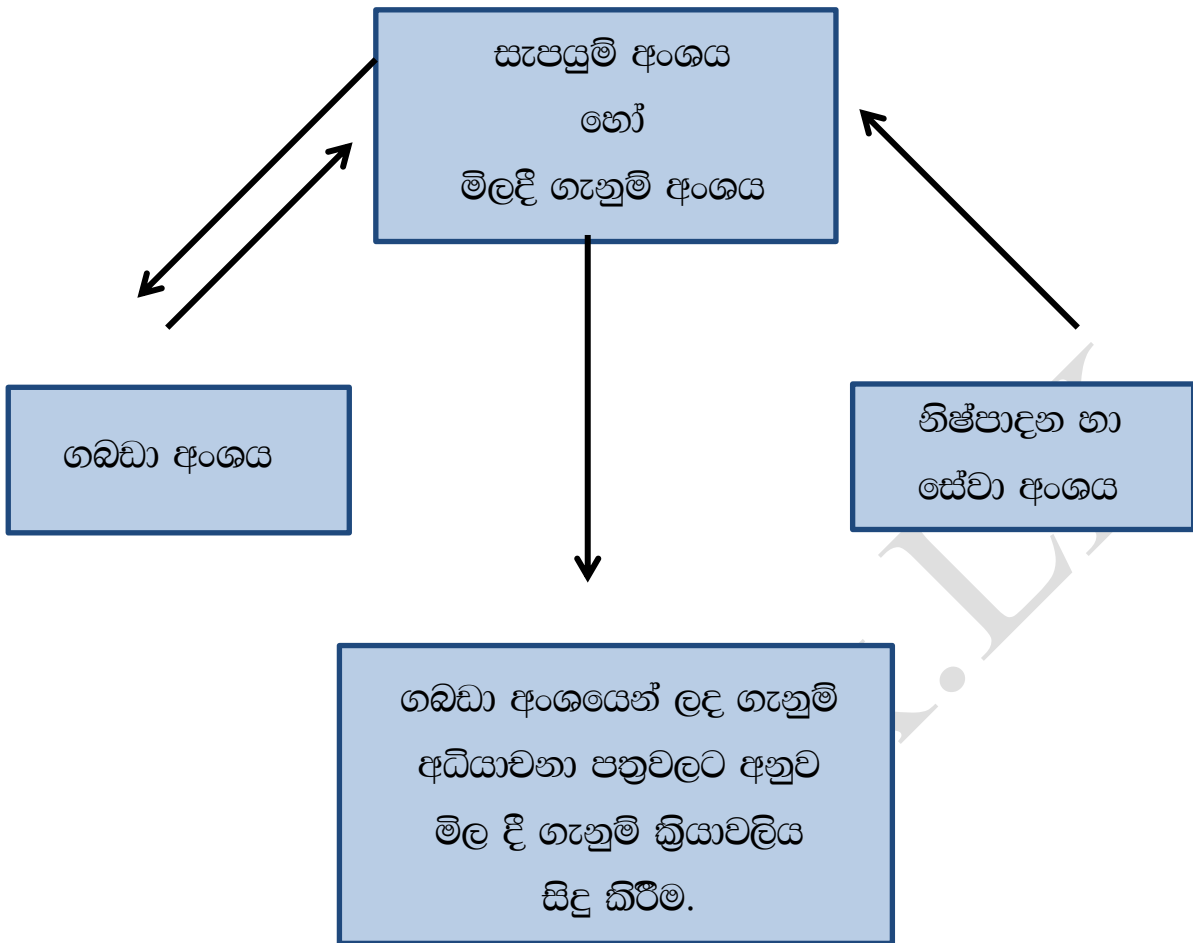 සැපයුම් අංශය
හෝ
මිලදී ගැනුම් අංශය
ගබඩා අංශය
නිෂ්පාදන හා
සේවා අංශය
ගබඩා අංශයෙන් ලද ගැනුම්
අධියාචනා පත්‍රවලට අනුව
මිල දී ගැනුම් ක්‍රියාවලිය
සිදු කිරීම.